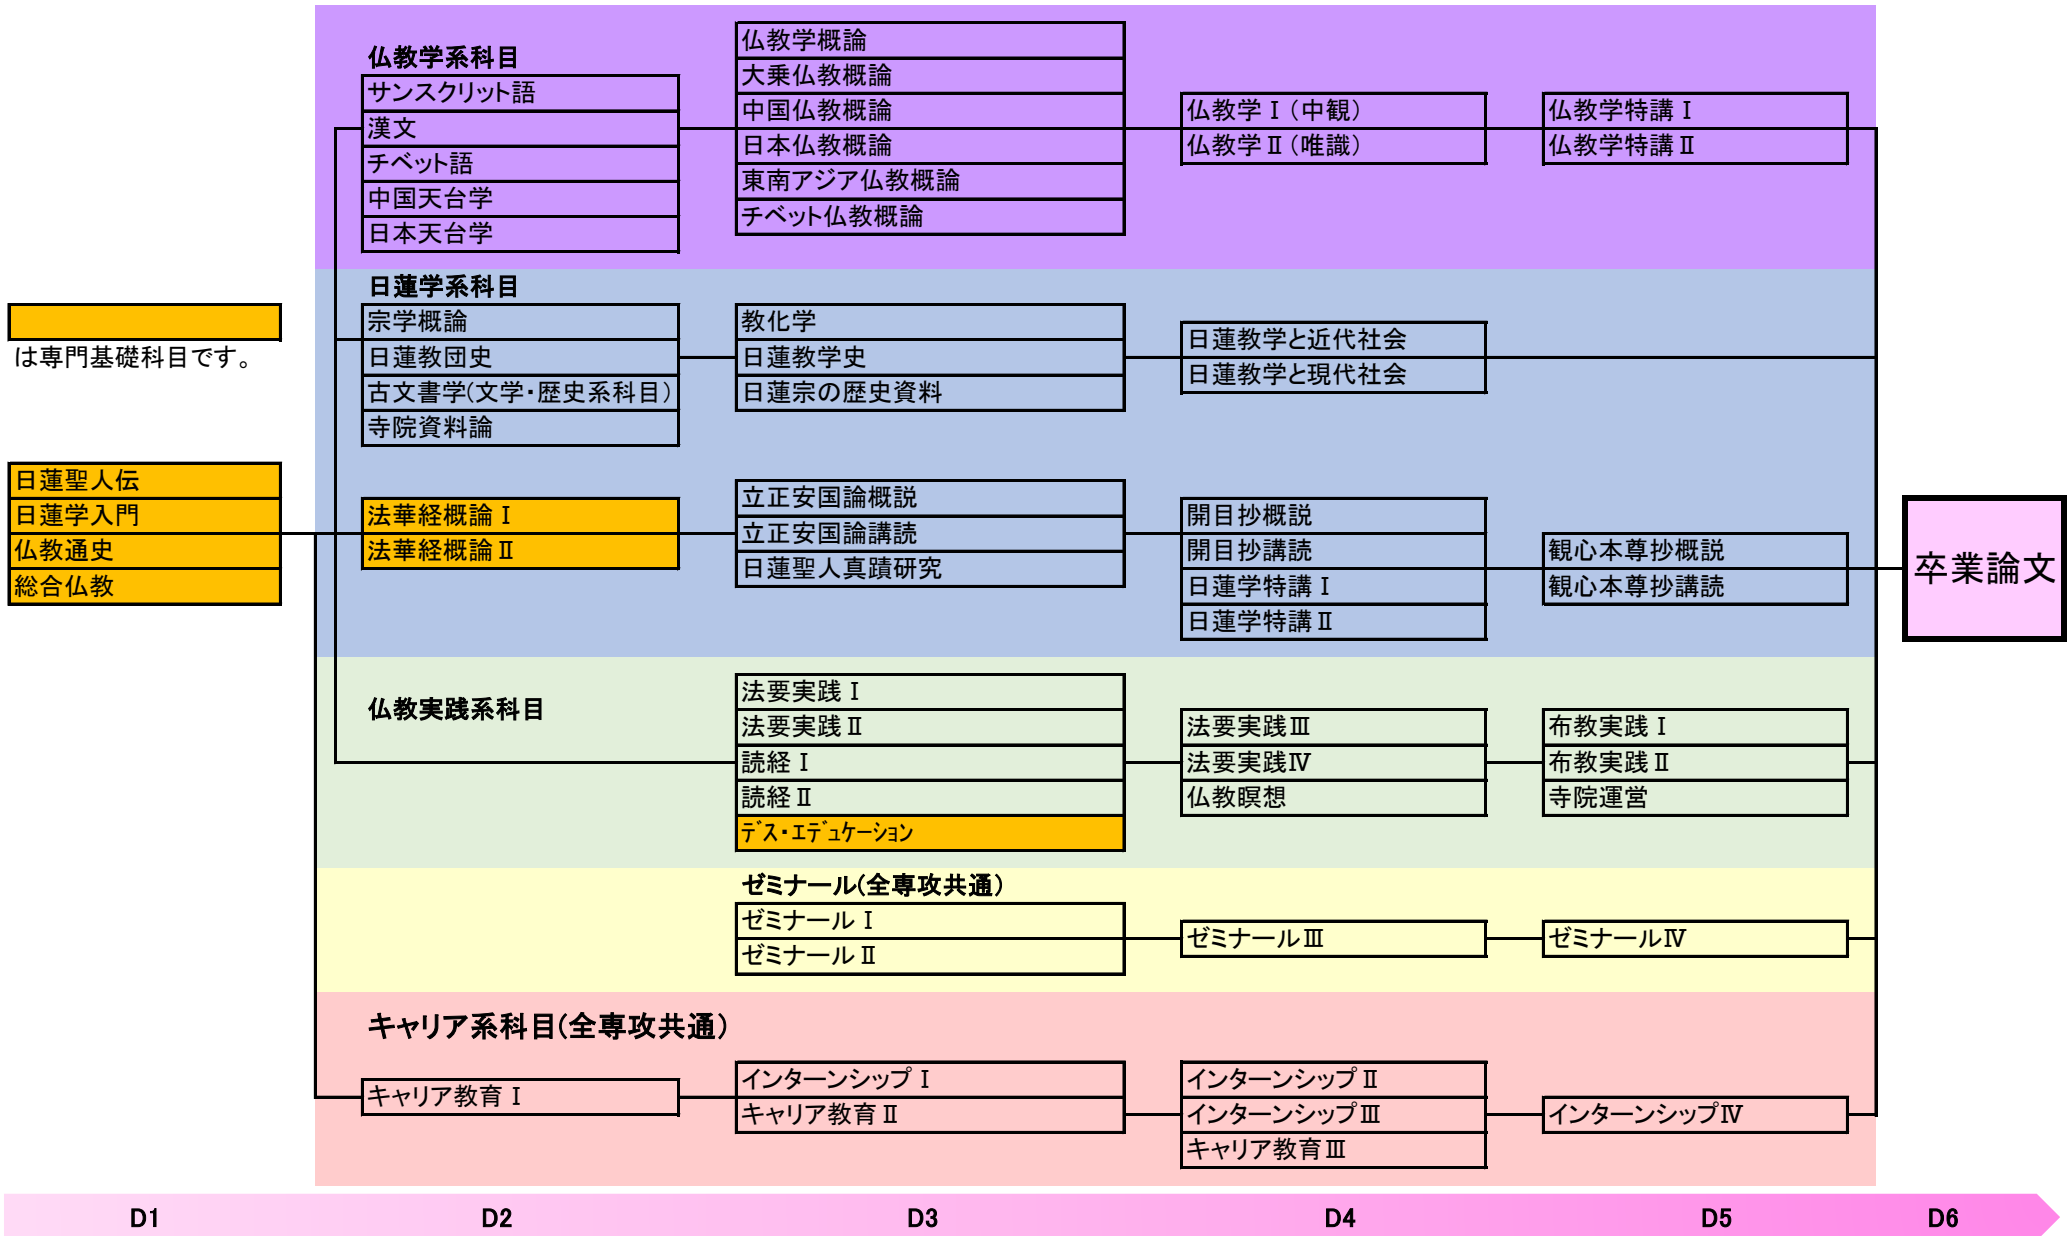 仏教学系科目
サンスクリット語
漢文
チベット語
中国天台学
日本天台学
仏教学概論
大乗仏教概論
中国仏教概論
日本仏教概論
東南アジア仏教概論
チベット仏教概論
仏教学Ⅰ（中観）
仏教学Ⅱ（唯識）
仏教学特講Ⅰ
仏教学特講Ⅱ
は専門基礎科目です。
日蓮聖人伝
日蓮学入門
仏教通史
総合仏教
日蓮学系科目
宗学概論
日蓮教団史
古文書学(文学・歴史系科目)
寺院資料論
教化学
日蓮教学史
日蓮宗の歴史資料
日蓮教学と近代社会
日蓮教学と現代社会
法華経概論Ⅰ
法華経概論Ⅱ
立正安国論概説
立正安国論講読
日蓮聖人真蹟研究
開目抄概説
開目抄講読
日蓮学特講Ⅰ
日蓮学特講Ⅱ
観心本尊抄概説
観心本尊抄講読
卒業論文
仏教実践系科目
法要実践Ⅰ
法要実践Ⅱ
読経Ⅰ
読経Ⅱ
デス・エデュケーション
法要実践Ⅲ
法要実践Ⅳ
仏教瞑想
布教実践Ⅰ
布教実践Ⅱ
寺院運営
ゼミナール(全専攻共通)
ゼミナールⅠ
ゼミナールⅡ
ゼミナールⅢ
ゼミナールⅣ
キャリア系科目(全専攻共通)
キャリア教育Ⅰ
インターンシップⅠ
キャリア教育Ⅱ
インターンシップⅡ
インターンシップⅢ
キャリア教育Ⅲ
インターンシップⅣ
D1
D2
D3
D4
D5
D6